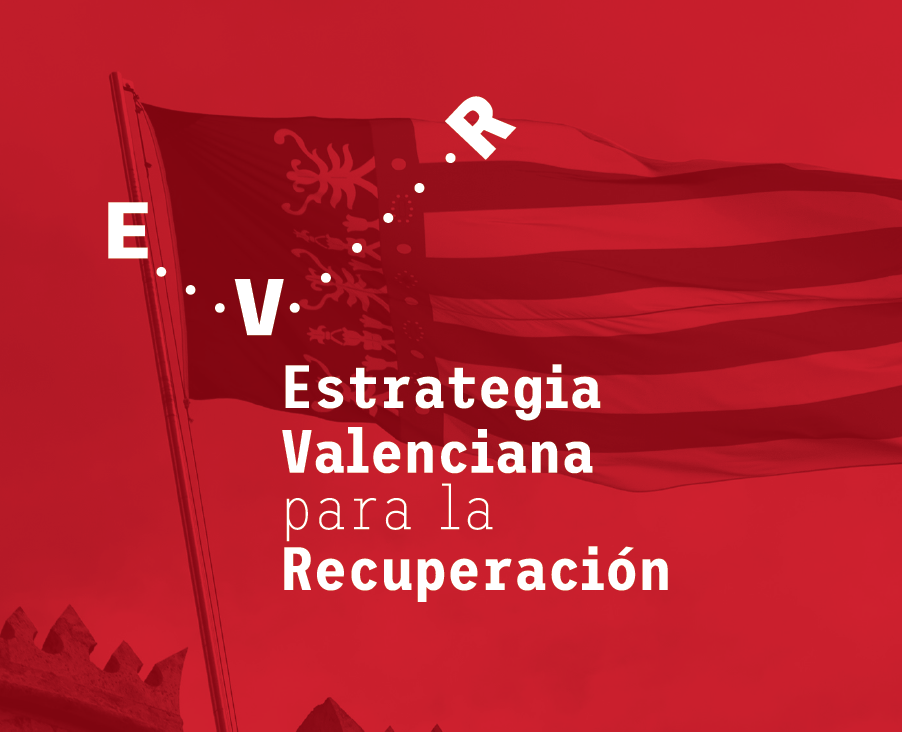 E
V
R
Estrategia
Valenciana
para la
Recuperación